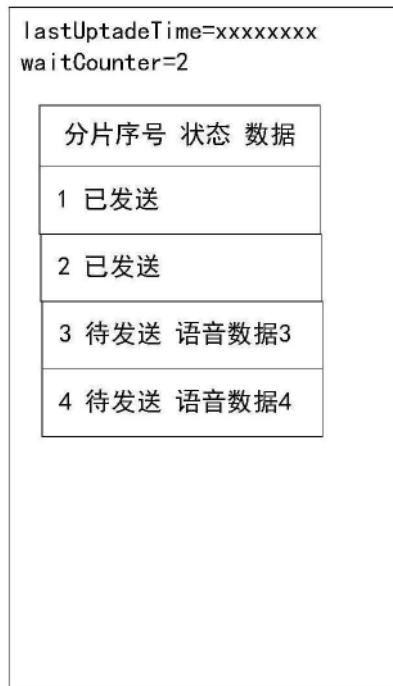 lastUptadeTime=xxxxxxxx
waitCounter=2
分片序号 状态 数据
1 已发送
2 已发送
3 待发送 语音数据3
4 待发送 语音数据4